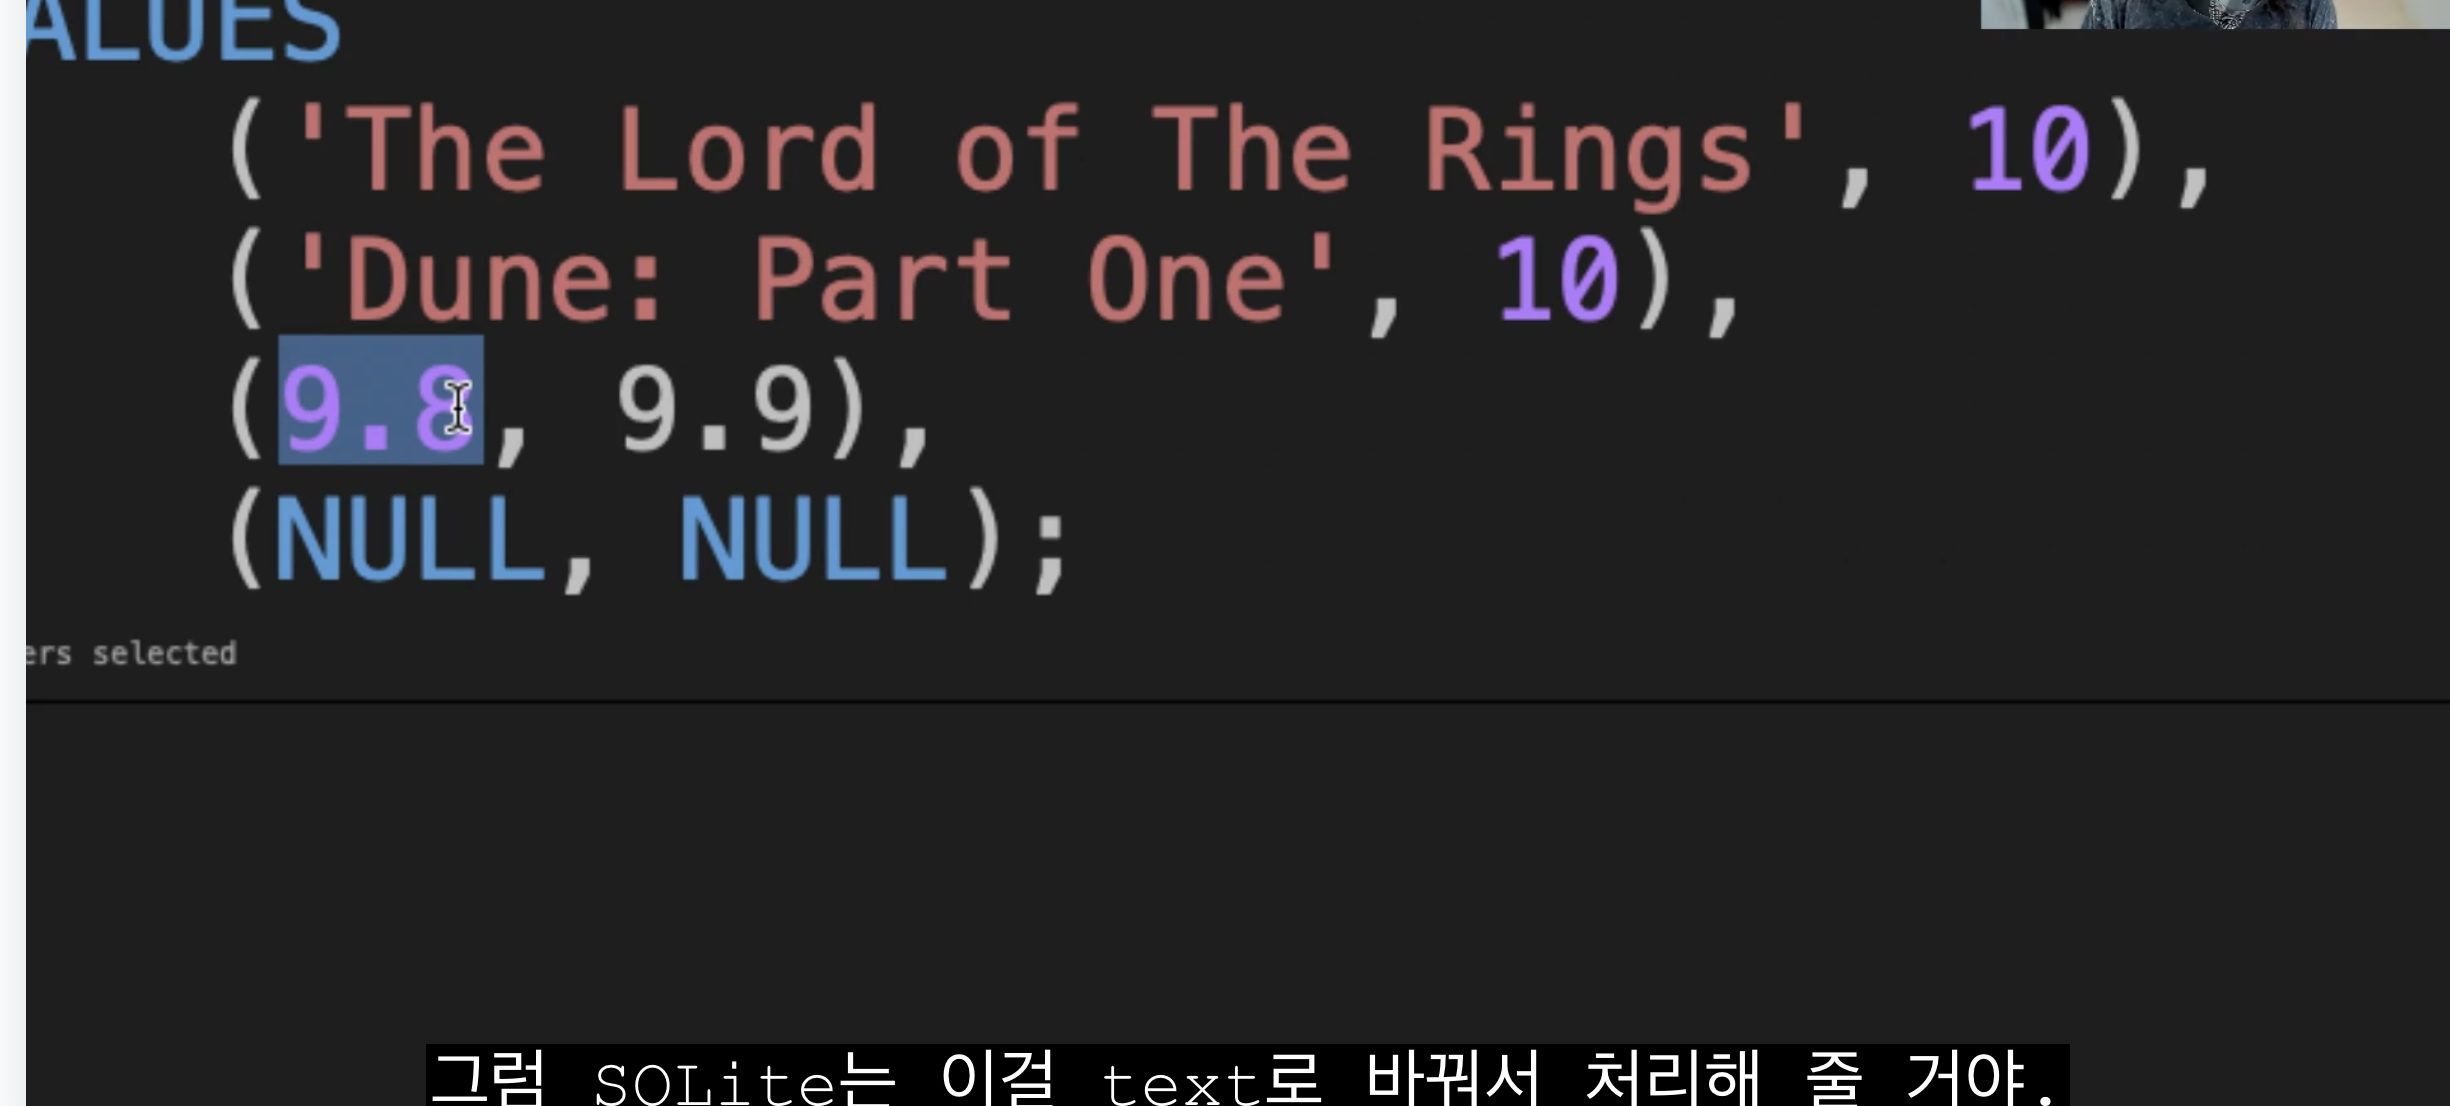 ALUES
('The Lord of The Rings', 10),
('Dune: Part One', 10),
(9.8, 9.9),
(NULL, NULL);
ers selected
그럼 SQLite는 이걸 text로 바꿔서 처리해 줄 거야.